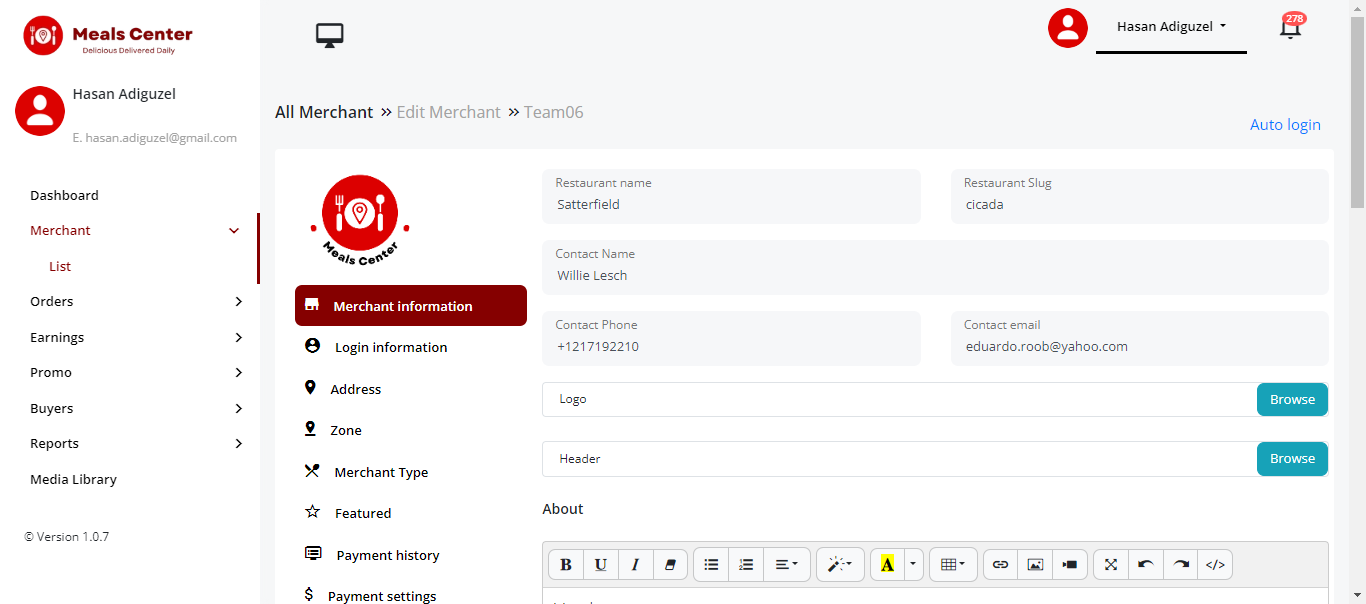 Meals Center
Delicious Delivered Daily
Hasan Adiguzel
E. hasan.adiguzel@gmail.com
Dashboard
Merchant
List
Orders
Earnings
Promo
Buyers
Reports
Media Library
© Version 1.0.7
Hasan Adiguzel
278
All Merchant » Edit Merchant » Team06
Auto login
Meals Center
Merchant information
Login information
Address
Zone
Merchant Type
Featured
Payment history
Payment settings
Restaurant name
Satterfield
Restaurant Slug
cicada
Contact Name
Willie Lesch
Contact Phone
+1217192210
Contact email
eduardo.roob@yahoo.com
Logo
Browse
Header
Browse
About
B U I A </>